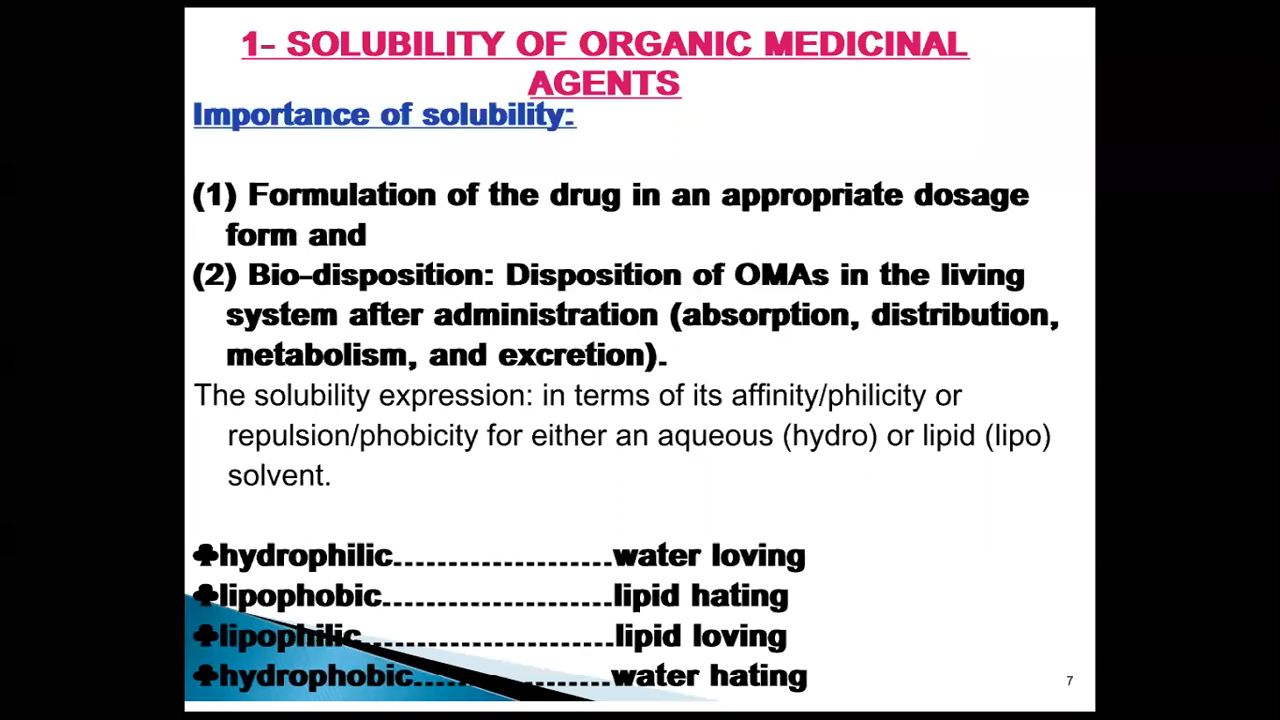 1- SOLUBILITY OF ORGANIC MEDICINAL
AGENTS
Importance of solubility:
(1) Formulation of the drug in an appropriate dosage
form and
(2) Bio-disposition: Disposition of OMAs in the living
system after administration (absorption, distribution,
metabolism, and excretion).
The solubility expression: in terms of its affinity/philicity or
repulsion/phobicity for either an aqueous (hydro) or lipid (lipo)
solvent.
♣hydrophilic....................water loving
♣lipophobic.....................lipid hating
♣lipophilic.......................lipid loving
♣hydrophobic..................water hating
7